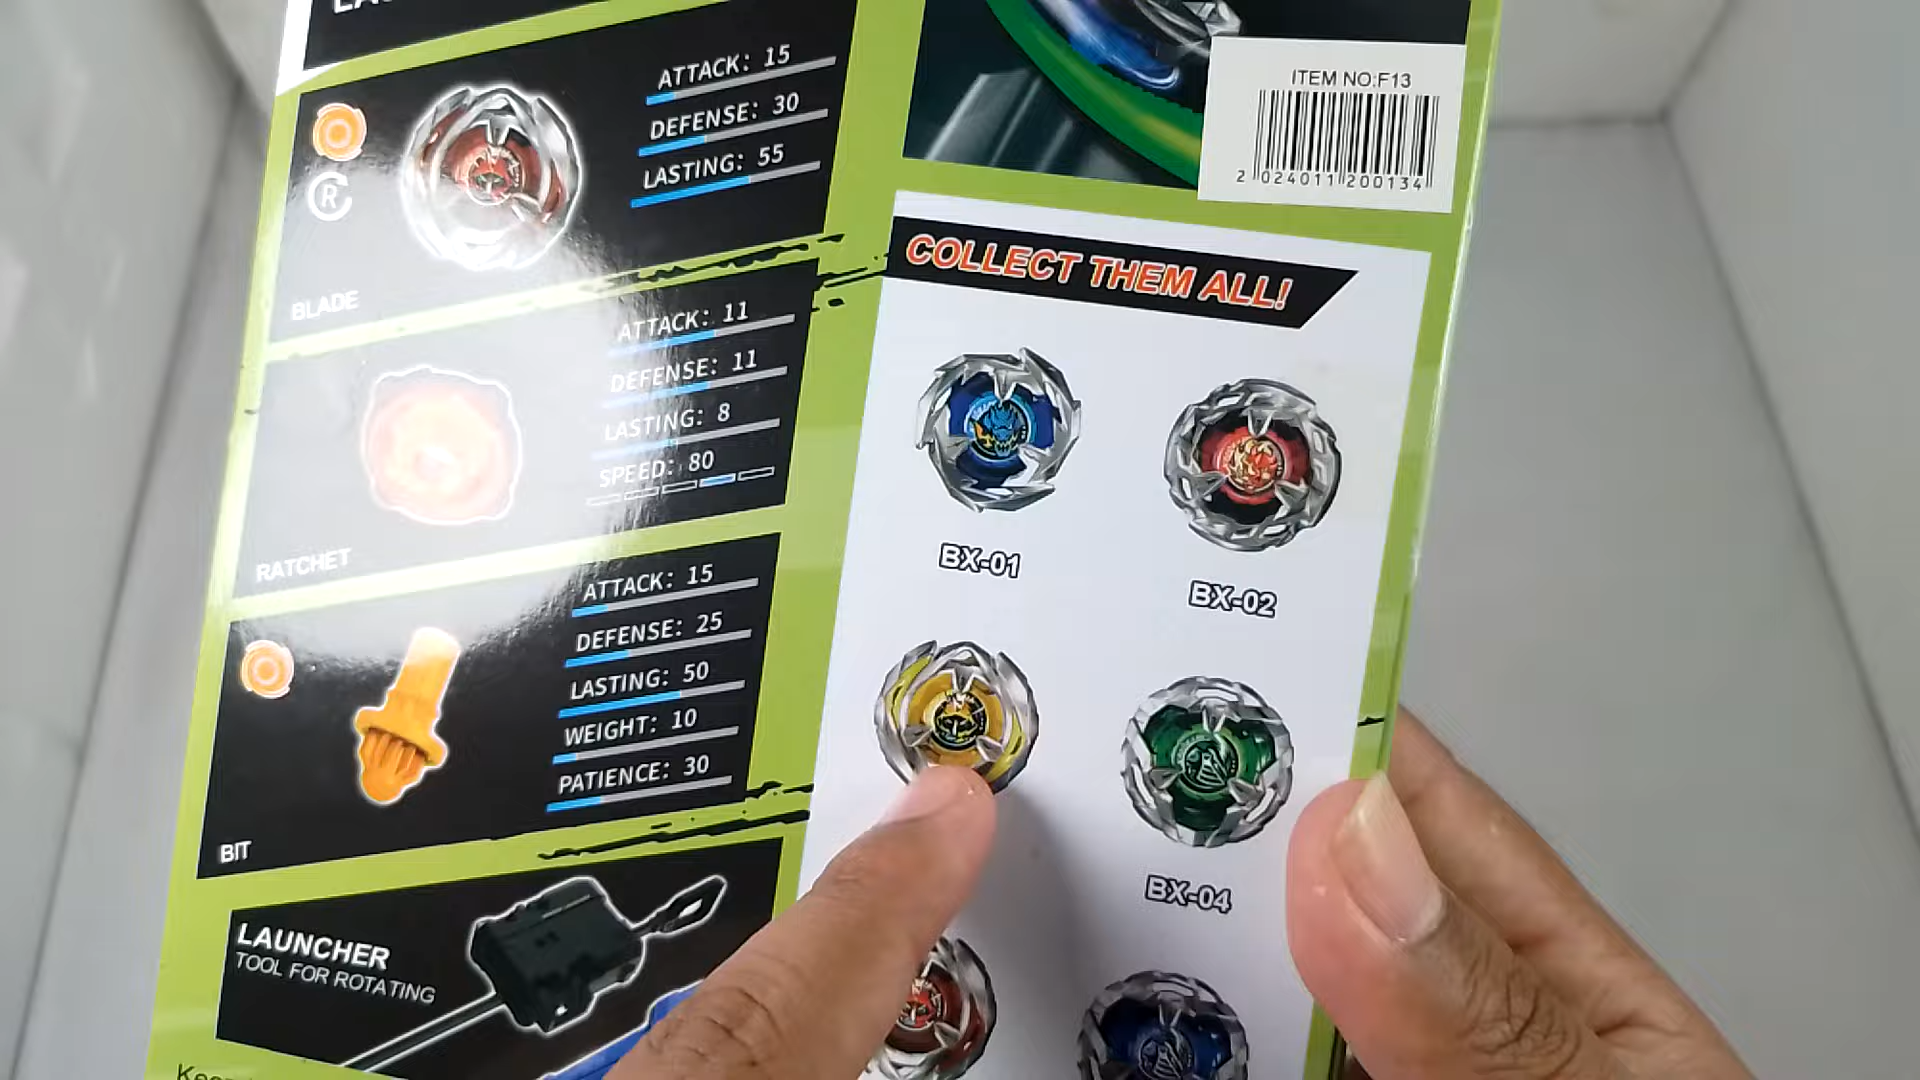 ATTACK: 15
DEFENSE: 30
LASTING: 55
R
BLADE
ATTACK: 11
DEFENSE: 11
LASTING: 8
SPEED: 80
RATCHET
ATTACK: 15
DEFENSE: 25
LASTING: 50
WEIGHT: 10
PATIENCE: 30
BIT
LAUNCHER
TOOL FOR ROTATING
ITEM NO:F13
2 024011 200134
COLLECT THEM ALL!
BX-01
BX-02
BX-04